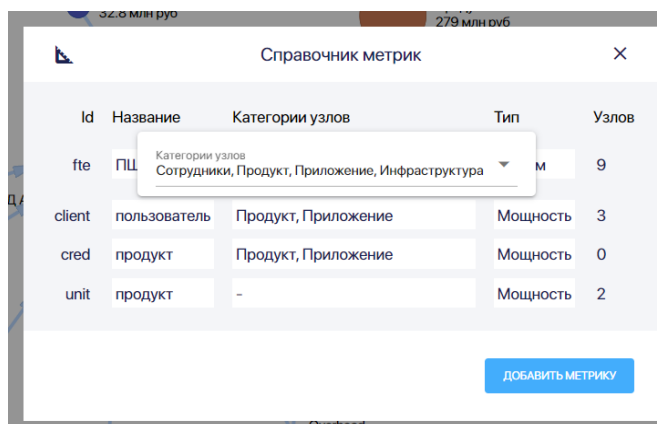 32.8 млн руб
279 млн руб
Справочник метрик
Id Название Категории узлов Тип Узлов
Категории узлов
fte ПШ Сотрудники, Продукт, Приложение, Инфраструктура м 9
client пользователь Продукт, Приложение Мощность 3
cred продукт Продукт, Приложение Мощность 0
unit продукт - Мощность 2
ДОБАВИТЬ МЕТРИКУ